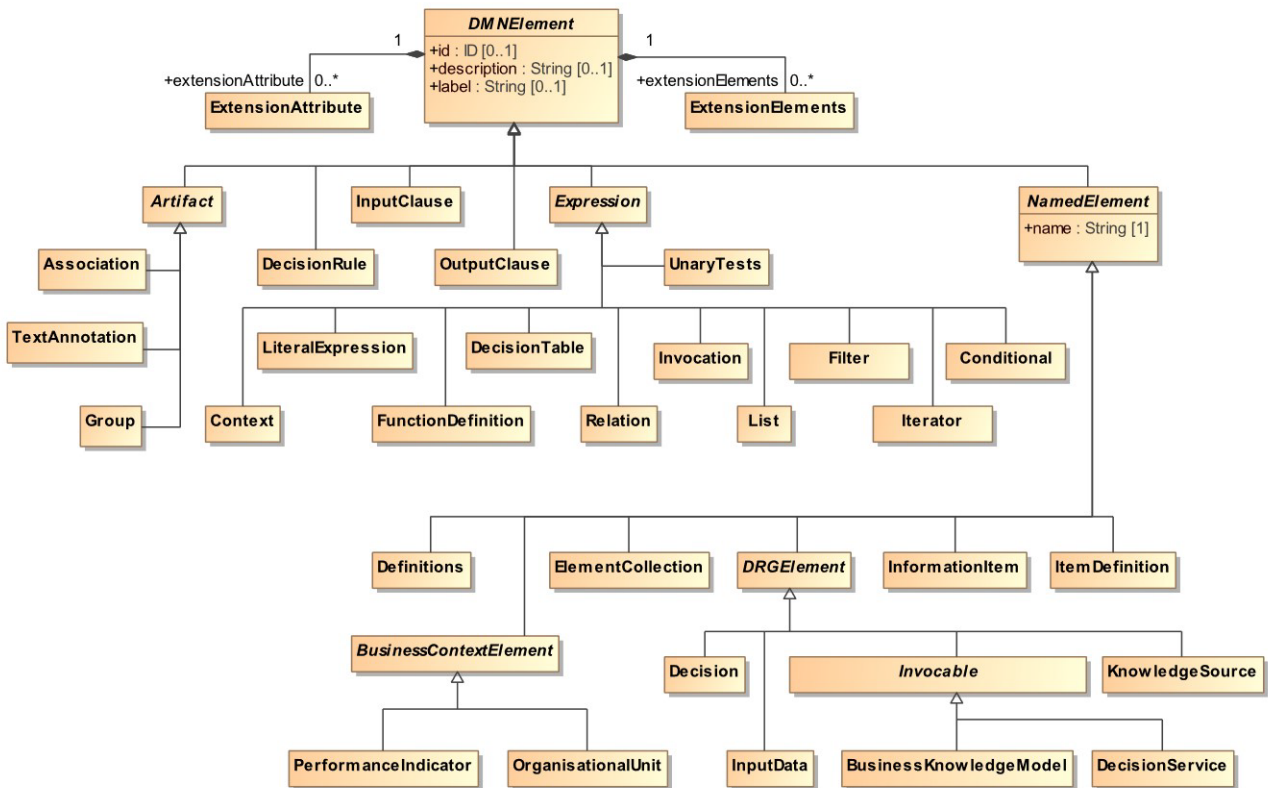 DMNElement
+id : ID [0..1]
+description : String [0..1]
+label : String [0..1]
1
1
+extensionAttribute 0..*
+extensionElements 0..*
ExtensionAttribute
ExtensionElements
Artifact
InputClause
Expression
NamedElement
+name : String [1]
Association
DecisionRule
OutputClause
UnaryTests
TextAnnotation
LiteralExpression
DecisionTable
Invocation
Filter
Conditional
Group
Context
FunctionDefinition
Relation
List
Iterator
Definitions
ElementCollection
DRGElement
InformationItem
ItemDefinition
BusinessContextElement
Decision
Invocable
KnowledgeSource
PerformanceIndicator
OrganisationalUnit
InputData
BusinessKnowledgeModel
DecisionService